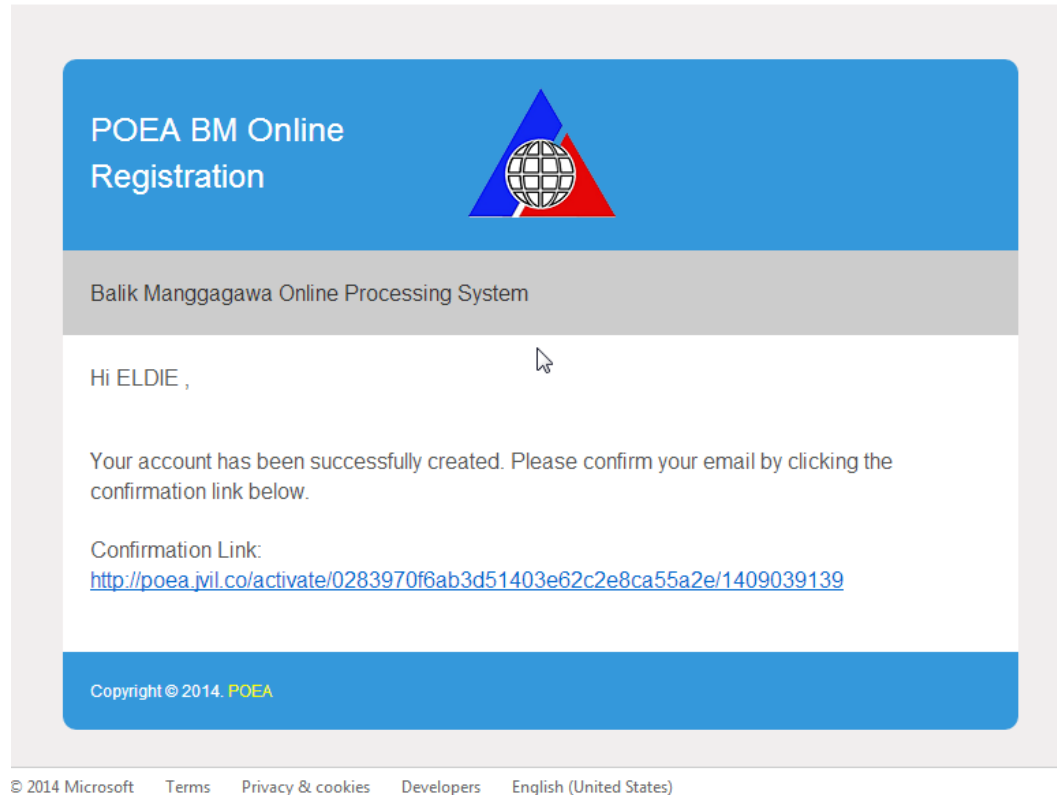 POEA BM Online
Registration
Balik Manggagawa Online Processing System
Hi ELDIE ,
Your account has been successfully created. Please confirm your email by clicking the
confirmation link below.
Confirmation Link:
http://poea.jvil.co/activate/0283970f6ab3d51403e62c2e8ca55a2e/1409039139
Copyright © 2014. POEA
© 2014 Microsoft Terms Privacy & cookies Developers English (United States)